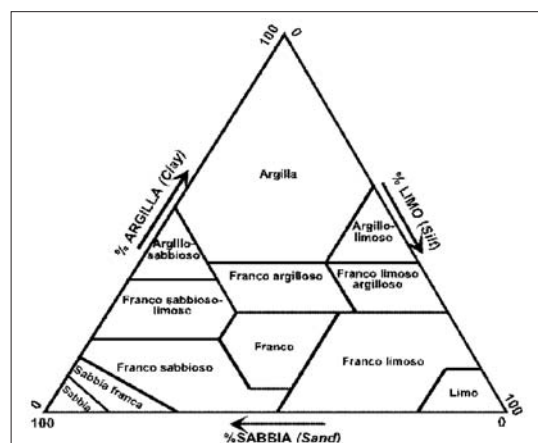 100
0
% ARGILLA (Clay)
% LIMO (Silt)
Argilla
Argillo-
limoso
Argillo-
sabbioso
Franco argilloso
Franco limoso
argilloso
Franco sabbioso-
limosc
Franco sabbioso
Franco
Franco limoso
Sabbia franca
Sabbia
Limo
0
100
100
0
%SABBIA (Sand)